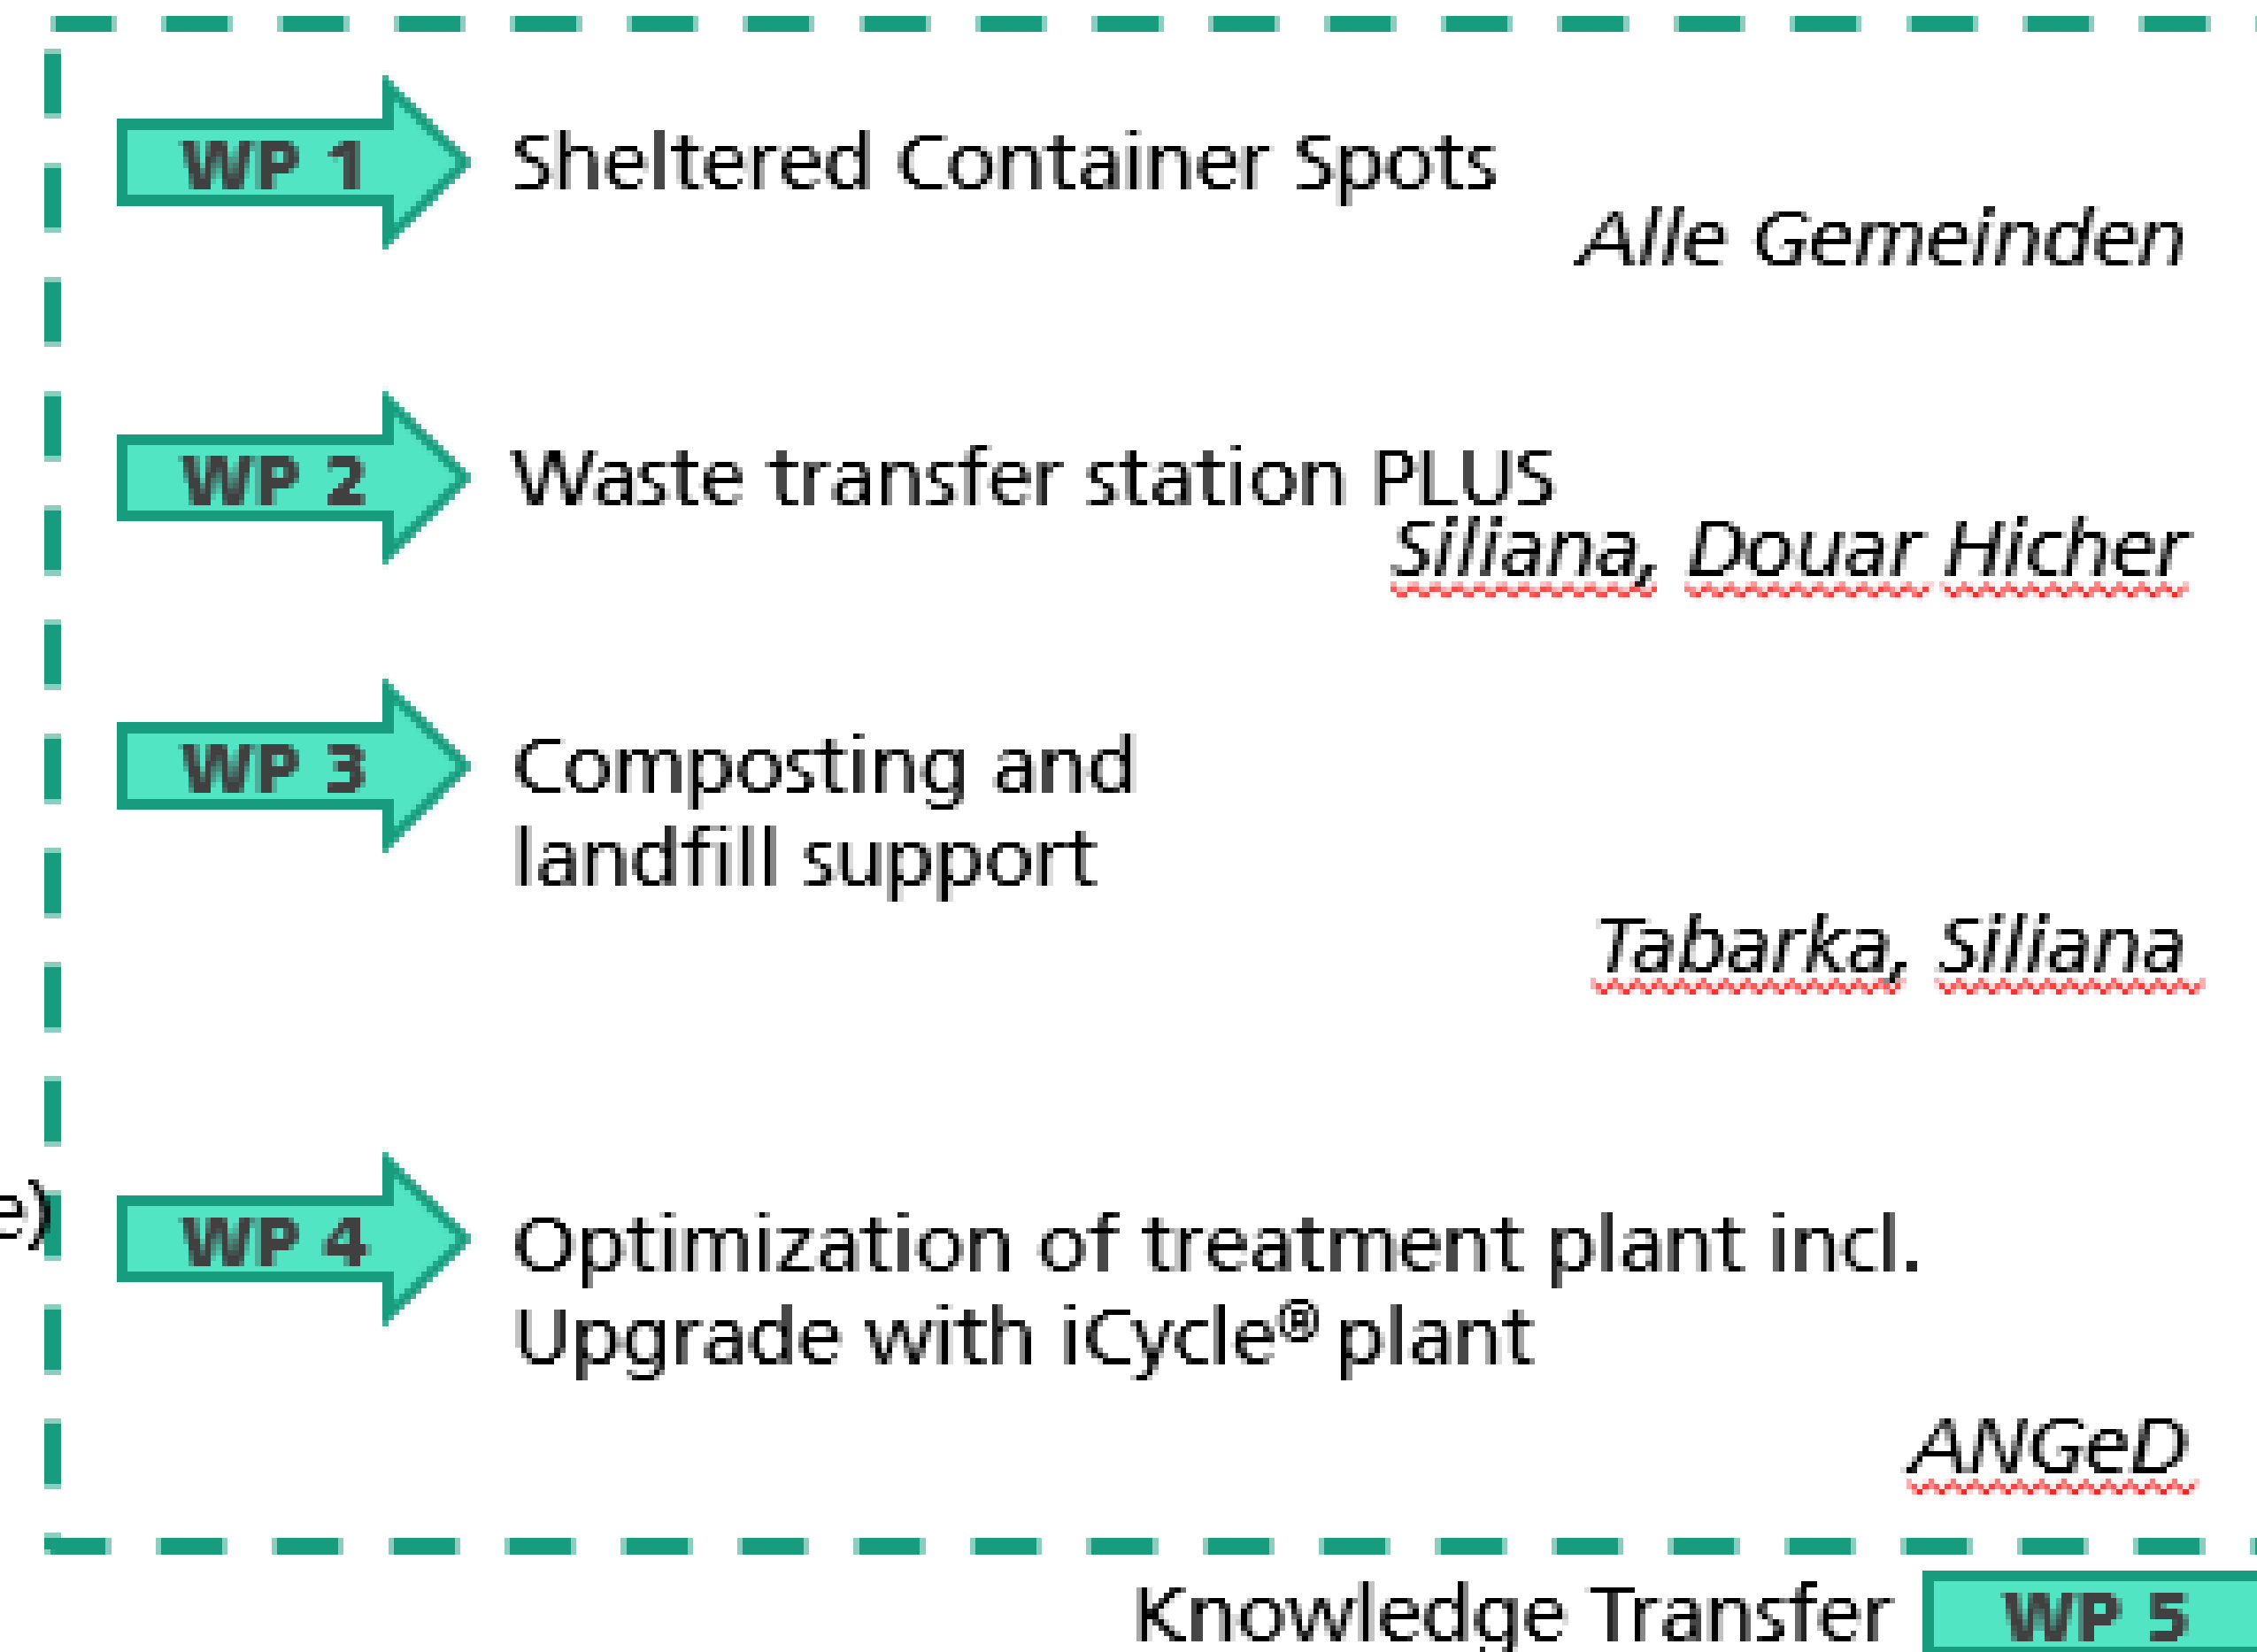 WP 1 Sheltered Container Spots
Alle Gemeinden
WP 2 Waste transfer station PLUS
Siliana, Douar Hicher
WP 3 Composting and
landfill support
Tabarka, Siliana
e)
WP 4 Optimization of treatment plant incl.
Upgrade with iCycle® plant
ANGeD
Knowledge Transfer WP 5